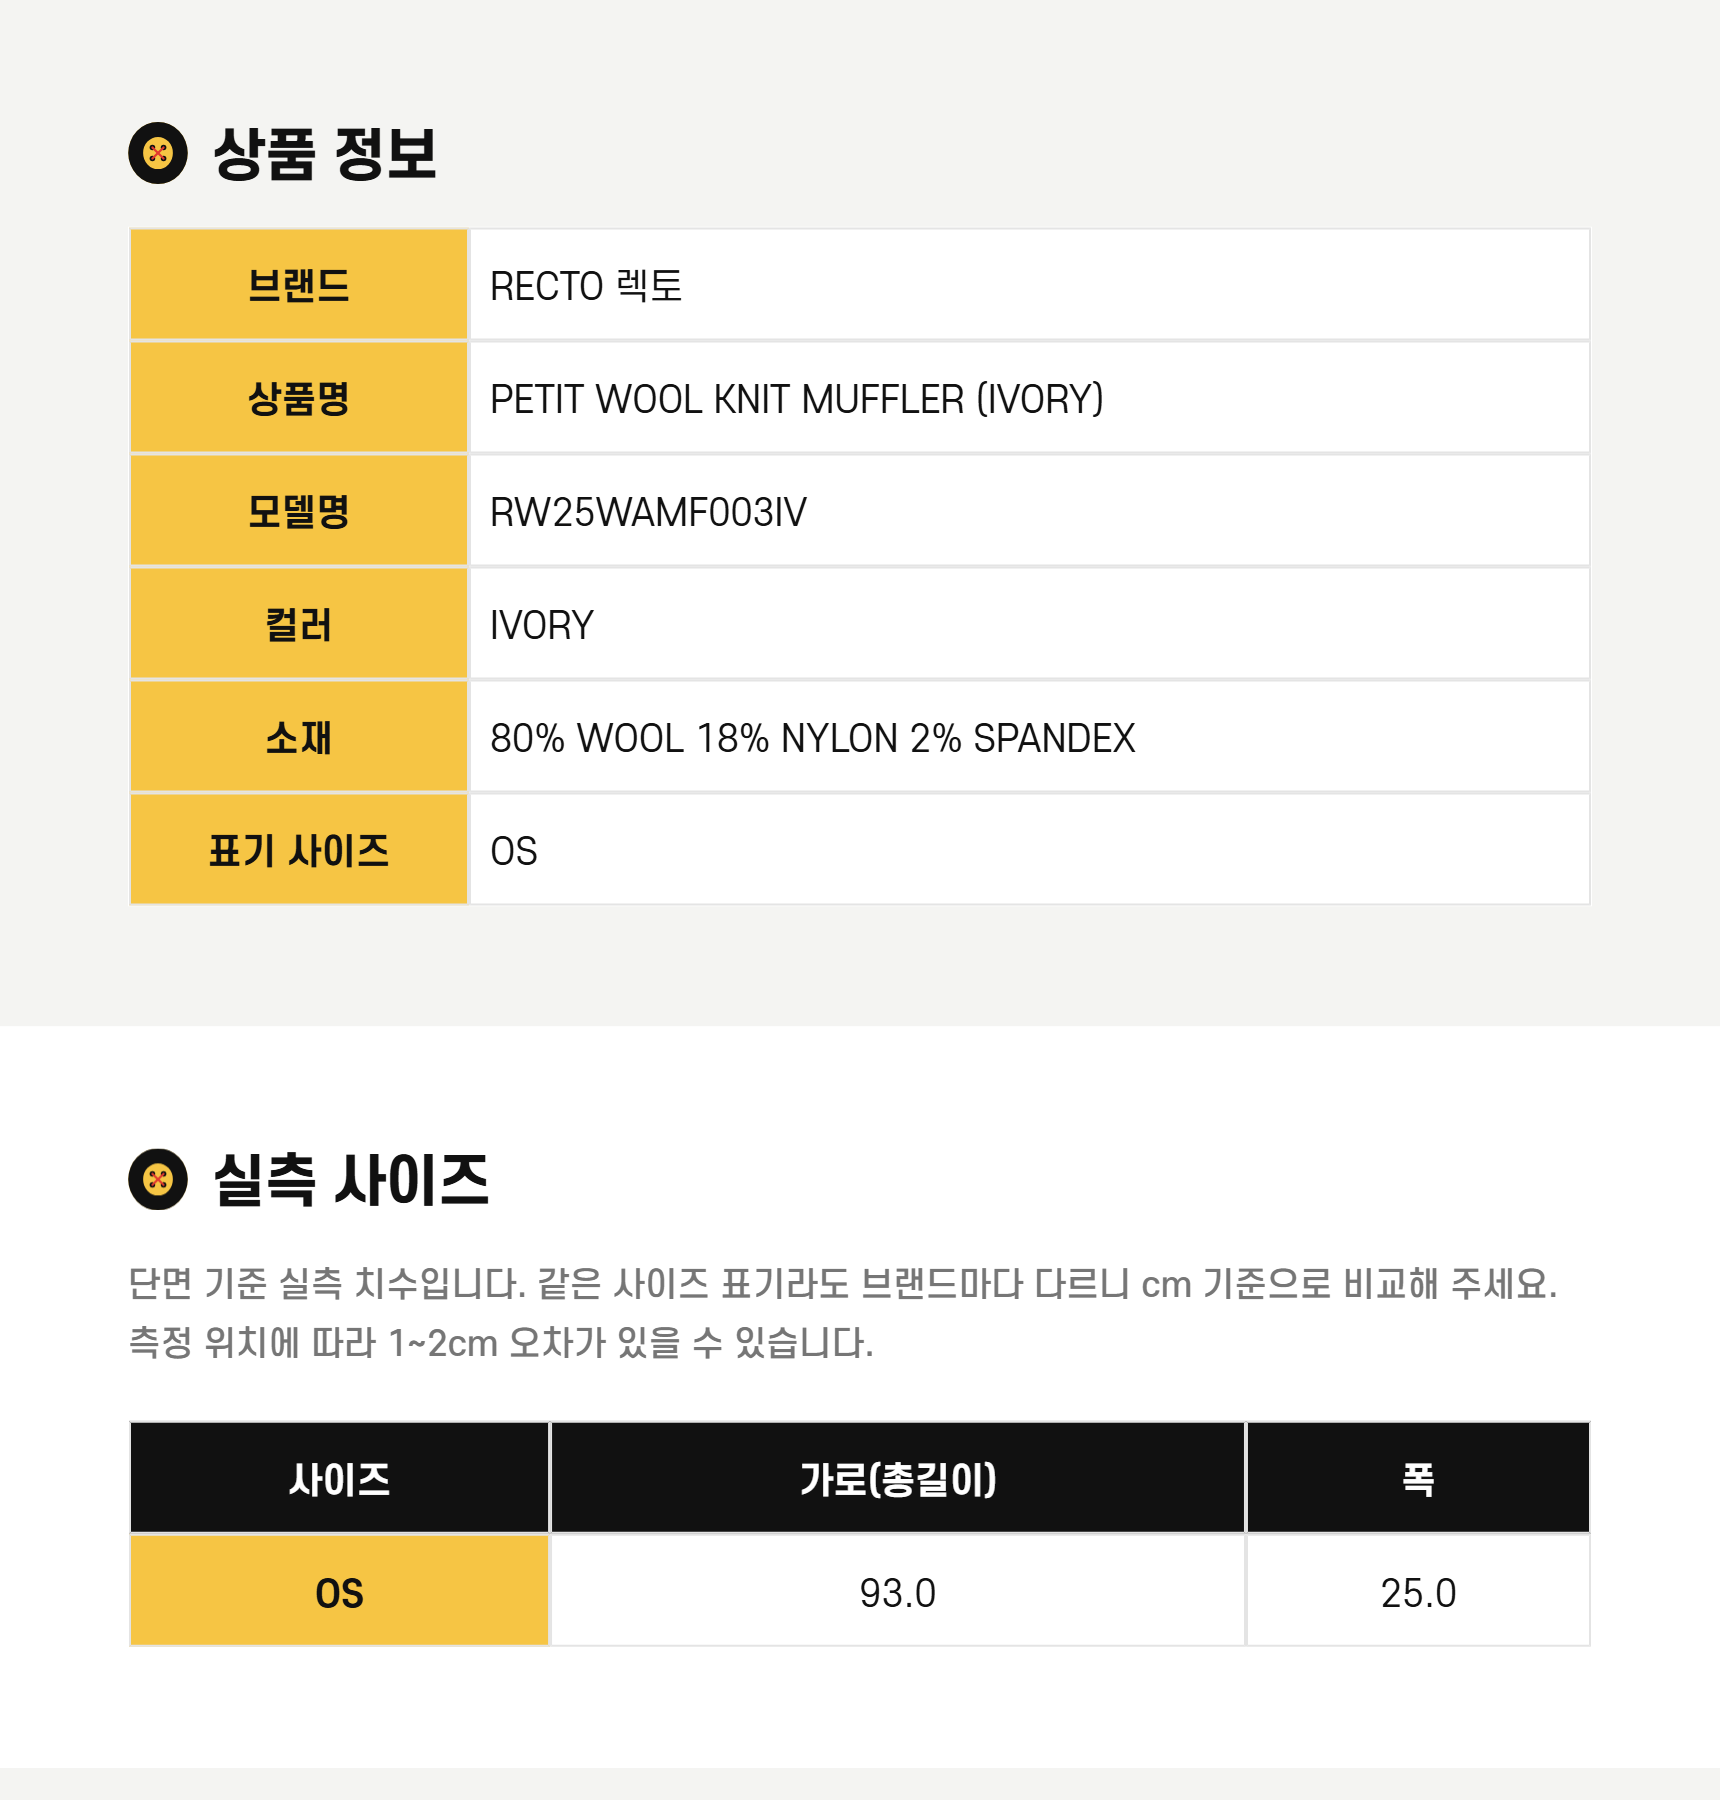 상품 정보
브랜드 RECTO 렉토
상품명 PETIT WOOL KNIT MUFFLER (IVORY)
모델명 RW25WAMF003IV
컬러 IVORY
소재 80% WOOL 18% NYLON 2% SPANDEX
표기 사이즈 OS
실측 사이즈
단면 기준 실측 치수입니다. 같은 사이즈 표기라도 브랜드마다 다르니 cm 기준으로 비교해 주세요.
측정 위치에 따라 1~2cm 오차가 있을 수 있습니다.
사이즈 가로(총길이) 폭
OS 93.0 25.0